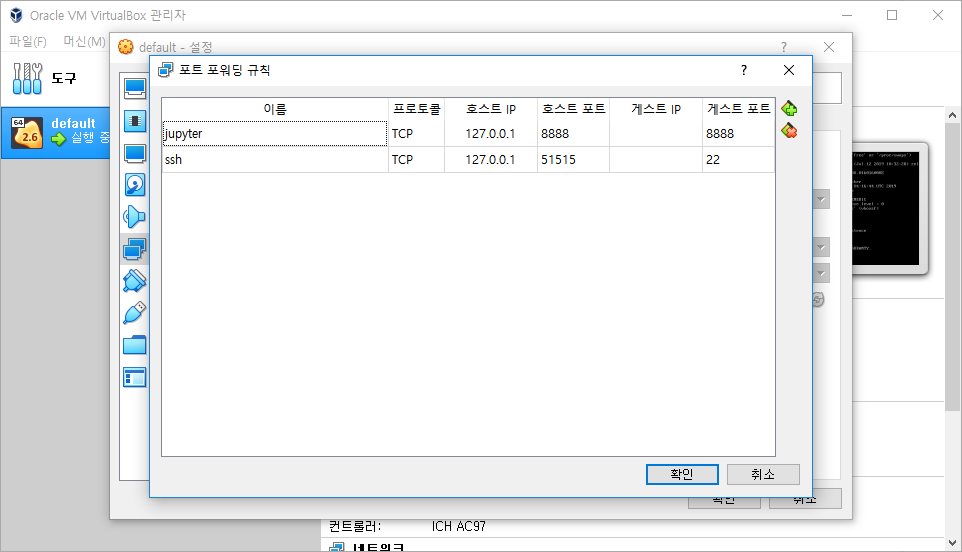 Oracle VM VirtualBox 관리자
파일(F) 머신(M)
default - 설정
포트 포워딩 규칙
도구
64
2.6
default
실행 중
이름 프로토콜 호스트 IP 호스트 포트 게스트 IP 게스트 포트
jupyter TCP 127.0.0.1 8888 8888
ssh TCP 127.0.0.1 51515 22
확인 취소
확인 취소
컨트롤러: ICH AC97
네트워크